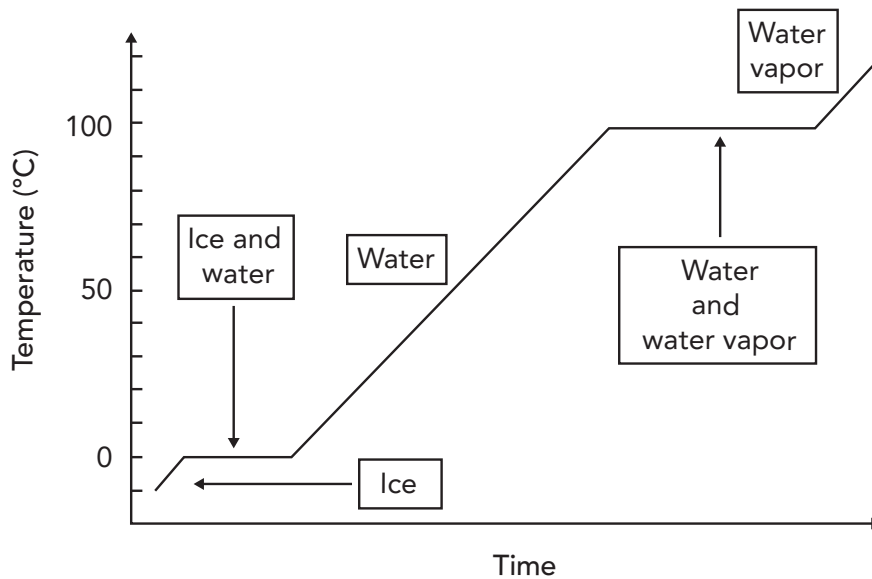 Water
vapor
100
Ice and
water
Water
50
Water
and
water vapor
0
Ice
Temperature (°C)
Time